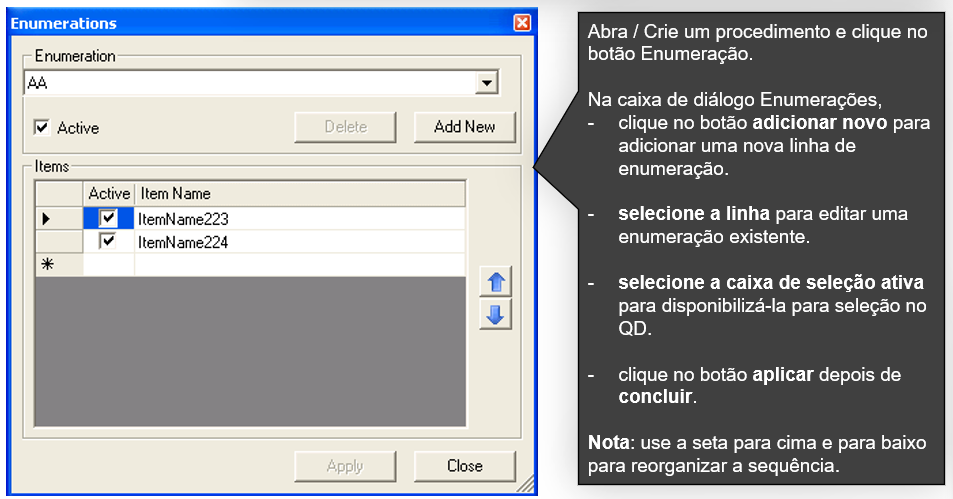 Enumerations
Enumeration
AA
Active
Delete
Add New
Items
Active Item Name
ItemName223
ItemName224
Apply
Close
Abra / Crie um procedimento e clique no
botão Enumeração.
Na caixa de diálogo Enumerações,
- clique no botão adicionar novo para
adicionar uma nova linha de
enumeração.
- selecione a linha para editar uma
enumeração existente.
- selecione a caixa de seleção ativa
para disponibilizá-la para seleção no
QD.
- clique no botão aplicar depois de
concluir.
Nota: use a seta para cima e para baixo
para reorganizar a sequência.